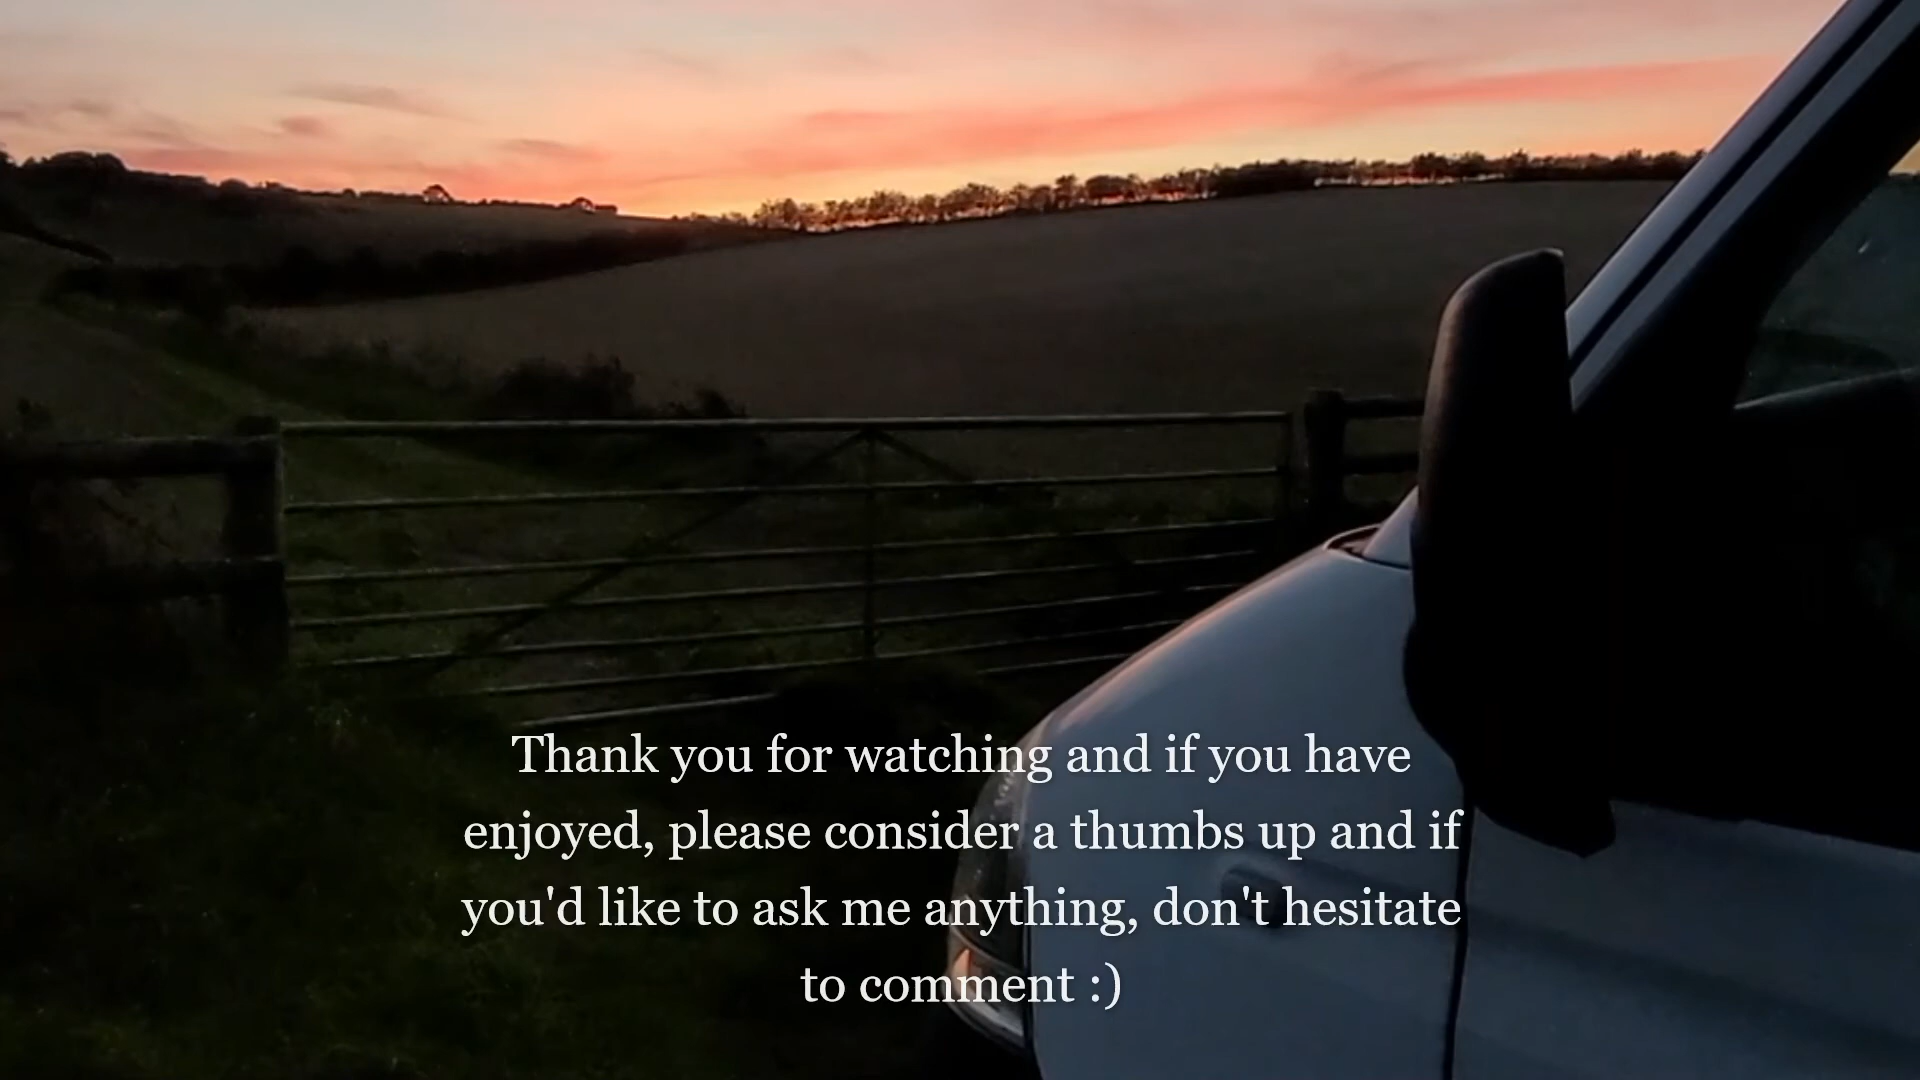 Thank you for watching and if you have
enjoyed, please consider a thumbs up and if
you'd like to ask me anything, don't hesitate
to comment :)